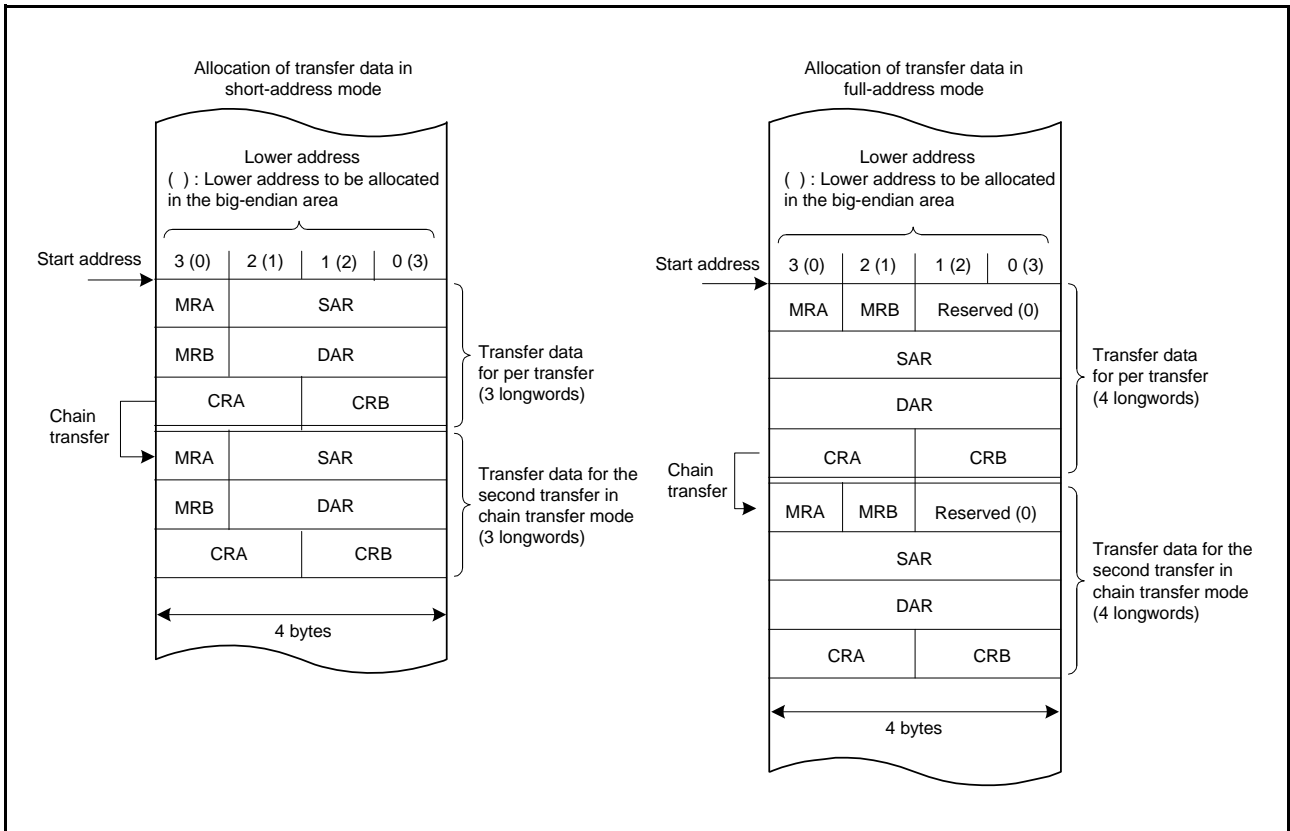 Allocation of transfer data in
short-address mode
Lower address
( ) : Lower address to be allocated
in the big-endian area
Start address
3 (0) 2 (1) 1 (2) 0 (3)
MRA SAR
MRB DAR
CRA CRB
Transfer data
for per transfer
(3 longwords)
Chain
transfer
MRA SAR
MRB DAR
CRA CRB
Transfer data for the
second transfer in
chain transfer mode
(3 longwords)
4 bytes
Allocation of transfer data in
full-address mode
Lower address
( ) : Lower address to be allocated
in the big-endian area
Start address
3 (0) 2 (1) 1 (2) 0 (3)
MRA MRB Reserved (0)
SAR
DAR
CRA CRB
Transfer data
for per transfer
(4 longwords)
Chain
transfer
MRA MRB Reserved (0)
SAR
DAR
CRA CRB
Transfer data for the
second transfer in
chain transfer mode
(4 longwords)
4 bytes